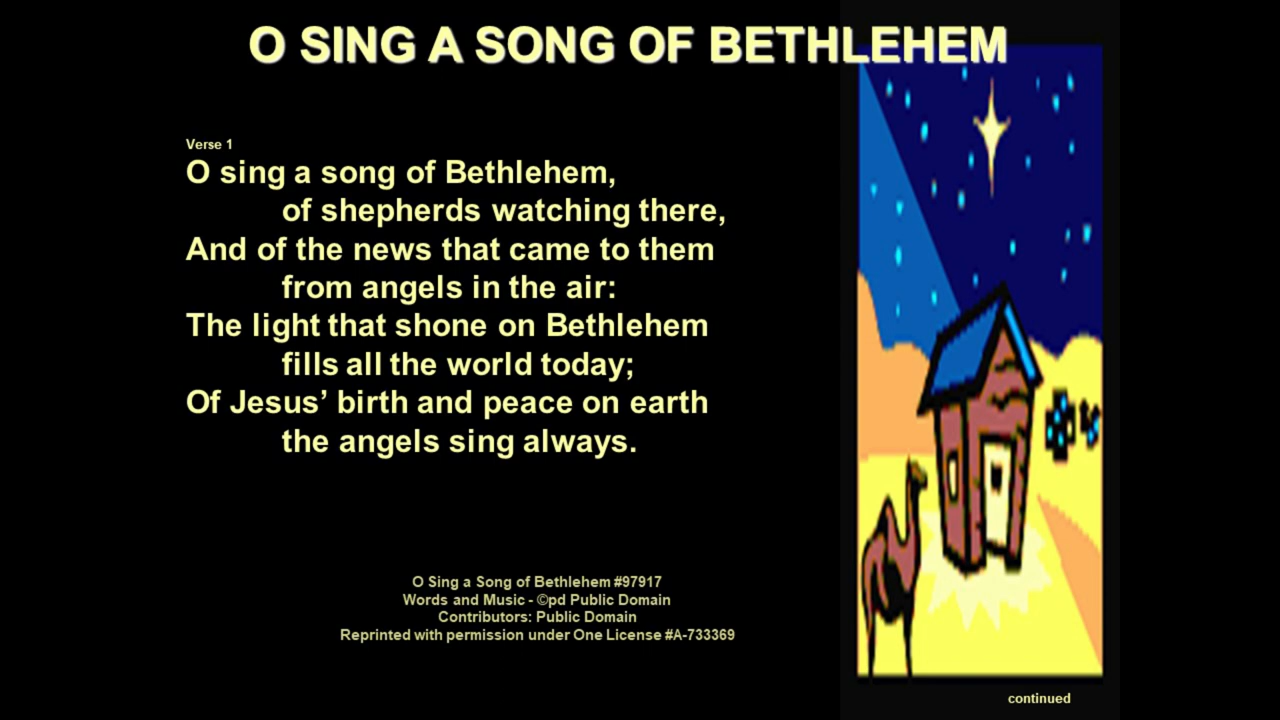 O SING A SONG OF BETHLEHEM
Verse 1
O sing a song of Bethlehem,
of shepherds watching there,
And of the news that came to them
from angels in the air:
The light that shone on Bethlehem
fills all the world today;
Of Jesus’ birth and peace on earth
the angels sing always.
O Sing a Song of Bethlehem #97917
Words and Music - ©pd Public Domain
Contributors: Public Domain
Reprinted with permission under One License #A-733369
continued